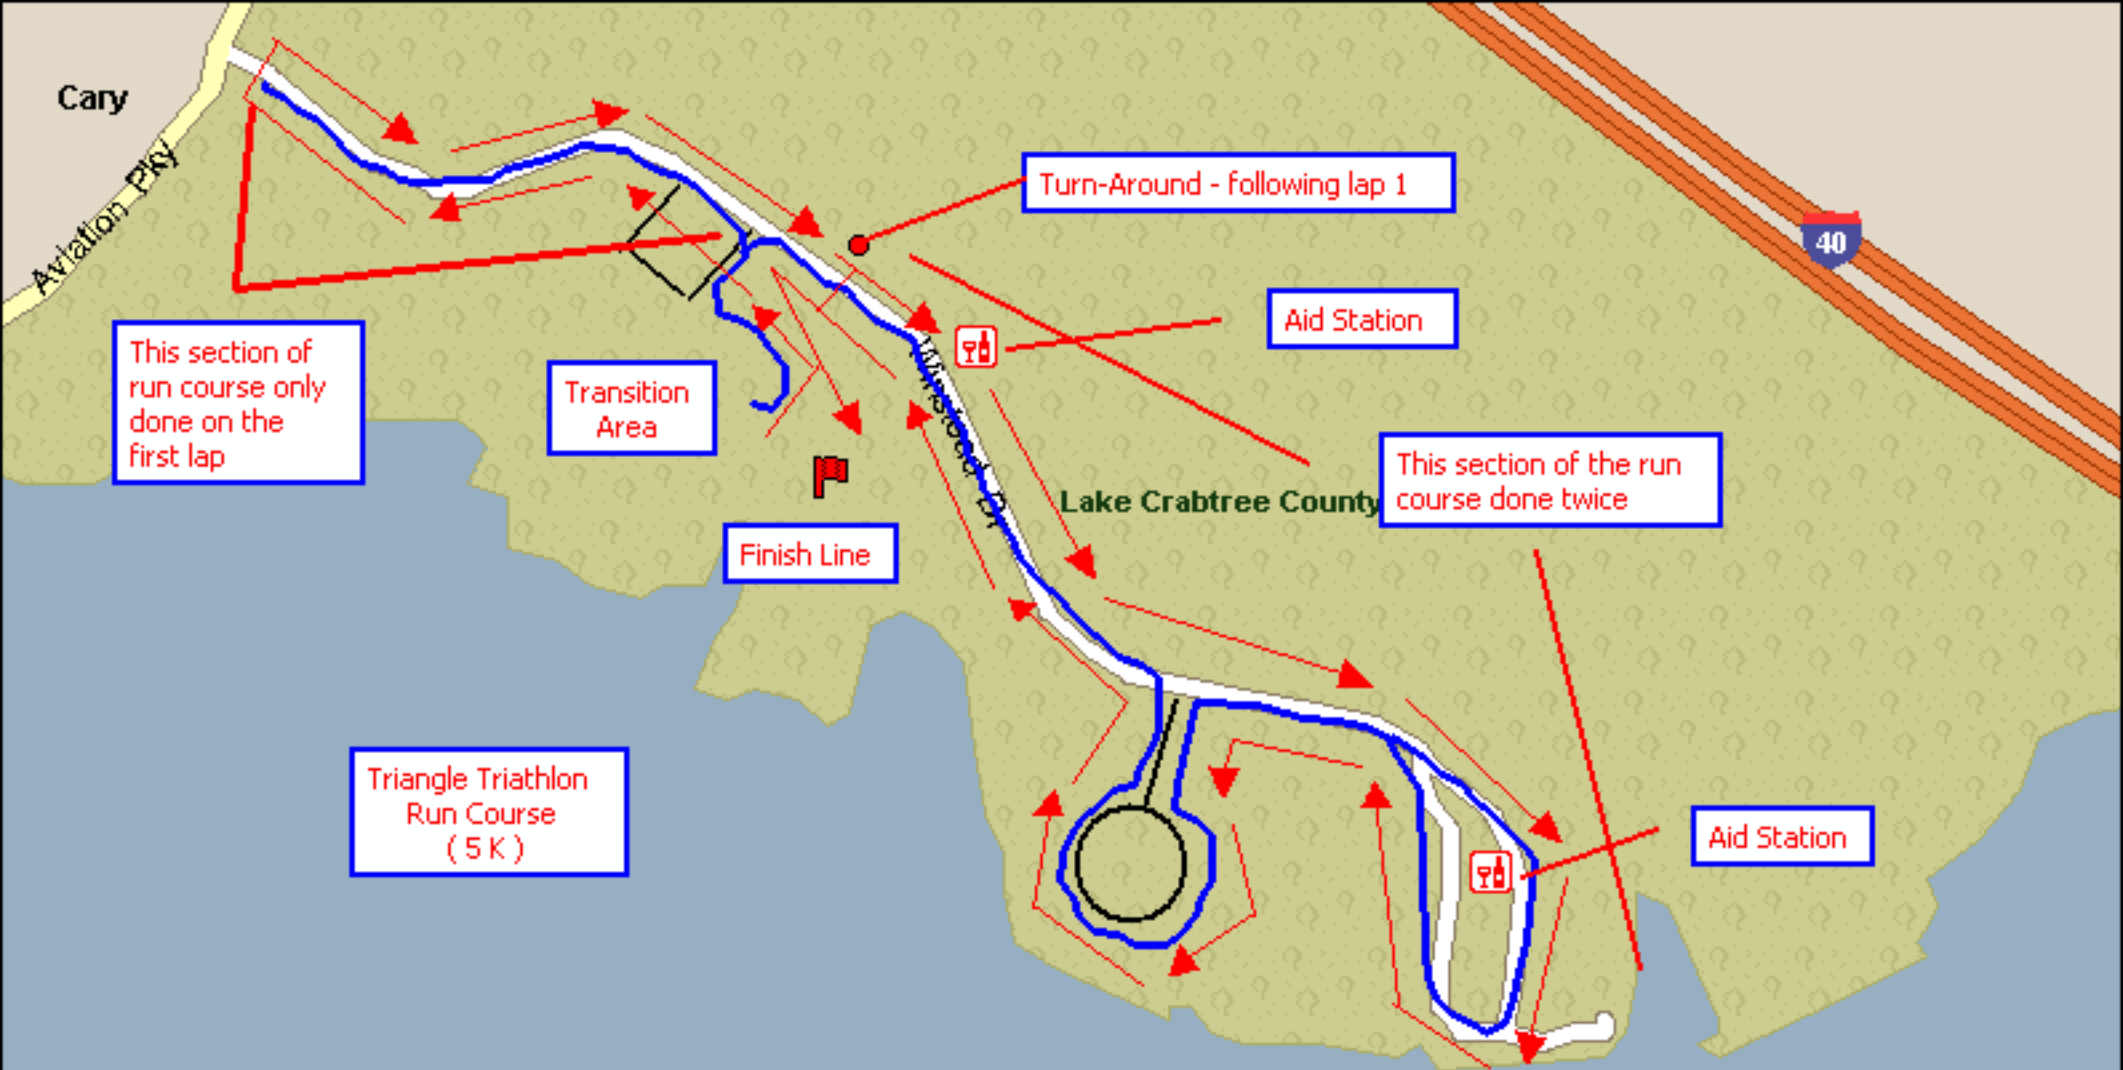 Cary
Aviation Pky
Turn-Around - following lap 1
40
Aid Station
This section of
run course only
done on the
first lap
Transition
Area
Winsloud Dr
Lake Crabtree County
This section of the run
course done twice
Finish Line
Triangle Triathlon
Run Course
( 5 K )
Aid Station